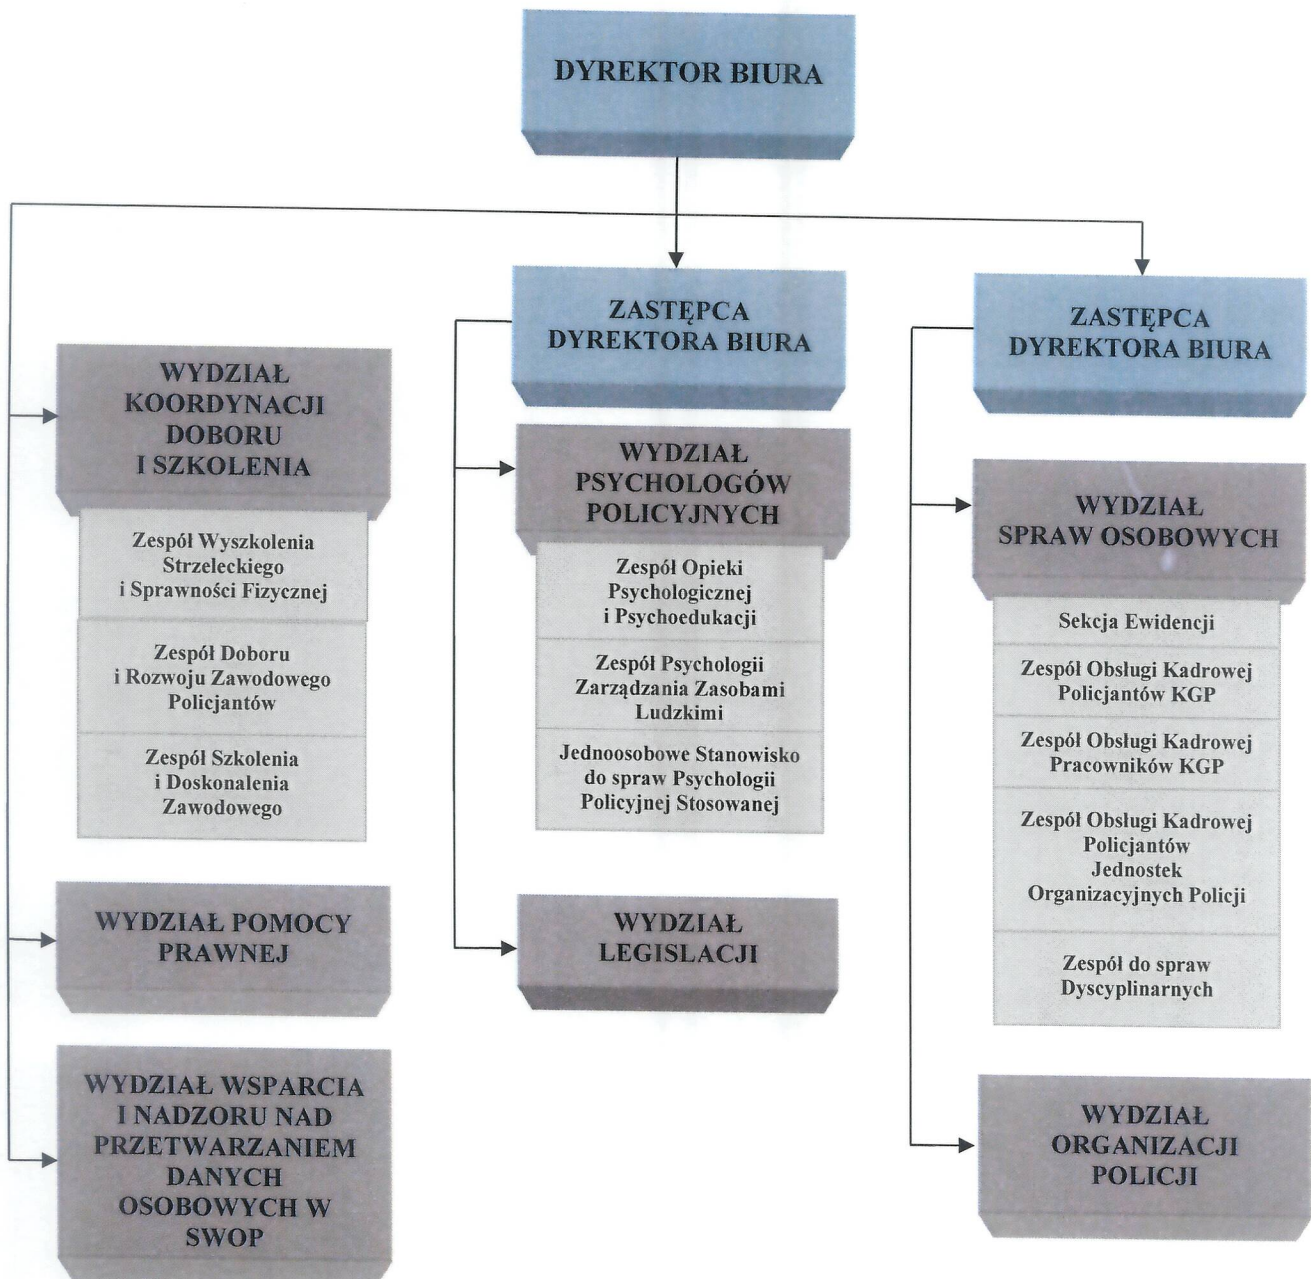 DYREKTOR BIURA
ZASTĘPCA
DYREKTORA BIURA
ZASTĘPCA
DYREKTORA BIURA
WYDZIAŁ
KOORDYNACJI
DOBORU
I SZKOLENIA
Zespół Wyszkolenia
Strzeleckiego
i Sprawności Fizycznej
Zespół Doboru
i Rozwoju Zawodowego
Policjantów
Zespół Szkolenia
i Doskonalenia
Zawodowego
WYDZIAŁ POMOCY
PRAWNEJ
WYDZIAŁ WSPARCIA
I NADZORU NAD
PRZETWARZANIEM
DANYCH
OSOBOWYCH W
SWOP
WYDZIAŁ
PSYCHOLOGÓW
POLICYJNYCH
Zespół Opieki
Psychologicznej
i Psychoedukacji
Zespół Psychologii
Zarządzania Zasobami
Ludzkimi
Jednoosobowe Stanowisko
do spraw Psychologii
Policyjnej Stosowanej
WYDZIAŁ
LEGISLACJI
WYDZIAŁ
SPRAW OSOBOWYCH
Sekcja Ewidencji
Zespół Obsługi Kadrowej
Policjantów KGP
Zespół Obsługi Kadrowej
Pracowników KGP
Zespół Obsługi Kadrowej
Policjantów
Jednostek
Organizacyjnych Policji
Zespół do spraw
Dyscyplinarnych
WYDZIAŁ
ORGANIZACJI
POLICJI